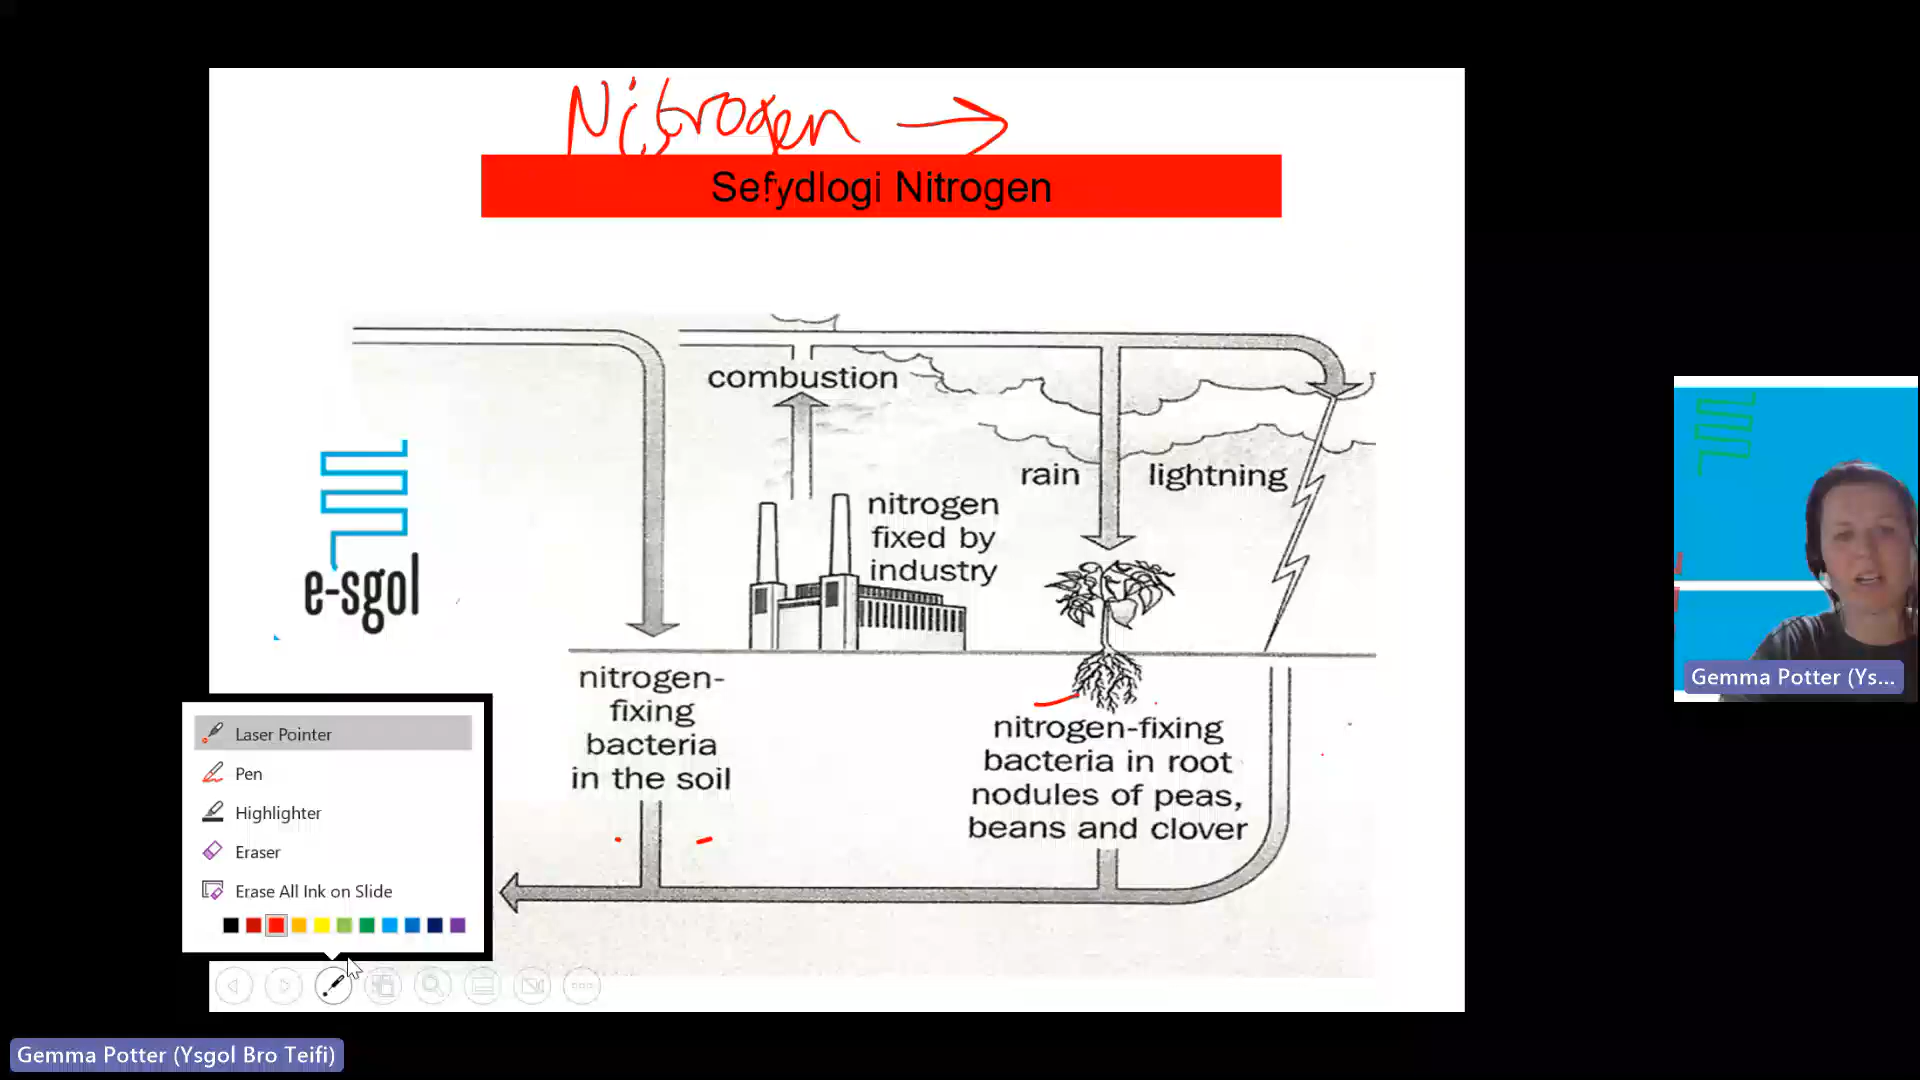 Nitrogen →
Sefydlogi Nitrogen
combustion
rain
lightning
nitrogen
fixed by
industry
e-sgol
nitrogen-
fixing
bacteria
in the soil
nitrogen-fixing
bacteria in root
nodules of peas,
beans and clover
Laser Pointer
Pen
Highlighter
Eraser
Erase All Ink on Slide
Gemma Potter (Ys...
Gemma Potter (Ysgol Bro Teifi)